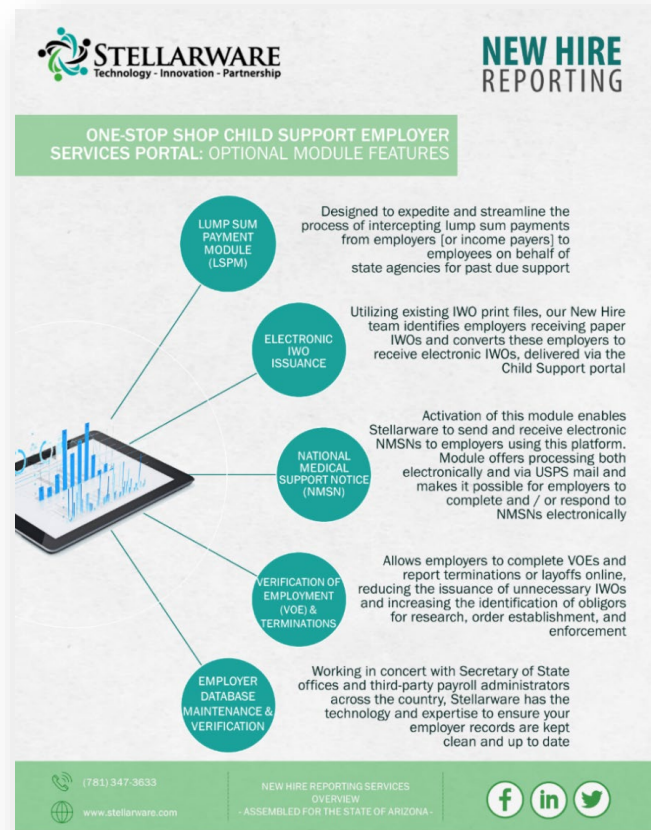 STELLARWARE
Technology - Innovation - Partnership
NEW HIRE
REPORTING
ONE-STOP SHOP CHILD SUPPORT EMPLOYER
SERVICES PORTAL: OPTIONAL MODULE FEATURES
LUMP SUM
PAYMENT
MODULE
(LSPM)
Designed to expedite and streamline the
process of intercepting lump sum payments
from employers [or income payers] to
employees on behalf of
state agencies for past due support
ELECTRONIC
IWO
ISSUANCE
Utilizing existing IWO print files, our New Hire
team identifies employers receiving paper
IWOs and converts these employers to
receive electronic IWOs, delivered via the
Child Support portal
NATIONAL
MEDICAL
SUPPORT NOTICE
(NMSN)
Activation of this module enables
Stellarware to send and receive electronic
NMSNs to employers using this platform.
Module offers processing both
electronically and via USPS mail and
makes it possible for employers to
complete and / or respond to
NMSNs electronically
VERIFICATION OF
EMPLOYMENT
(VOE) &
TERMINATIONS
Allows employers to complete VOEs and
report terminations or layoffs online,
reducing the issuance of unnecessary IWOs
and increasing the identification of obligors
for research, order establishment, and
enforcement
EMPLOYER
DATABASE
MAINTENANCE &
VERIFICATION
Working in concert with Secretary of State
offices and third-party payroll administrators
across the country, Stellarware has the
technology and expertise to ensure your
employer records are kept
clean and up to date
(781) 347-3633
www.stellarware.com
NEW HIRE REPORTING SERVICES
OVERVIEW
- ASSEMBLED FOR THE STATE OF ARIZONA -